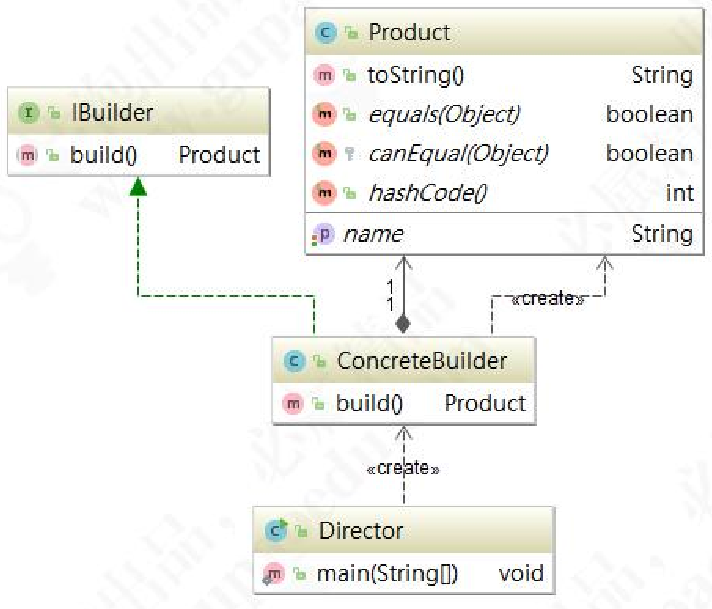 Product
toString() String
equals(Object) boolean
canEqual(Object) boolean
hashCode() int
name String
IBuilder
build() Product
1
1
«create»
ConcreteBuilder
build() Product
«create»
Director
main(String[]) void